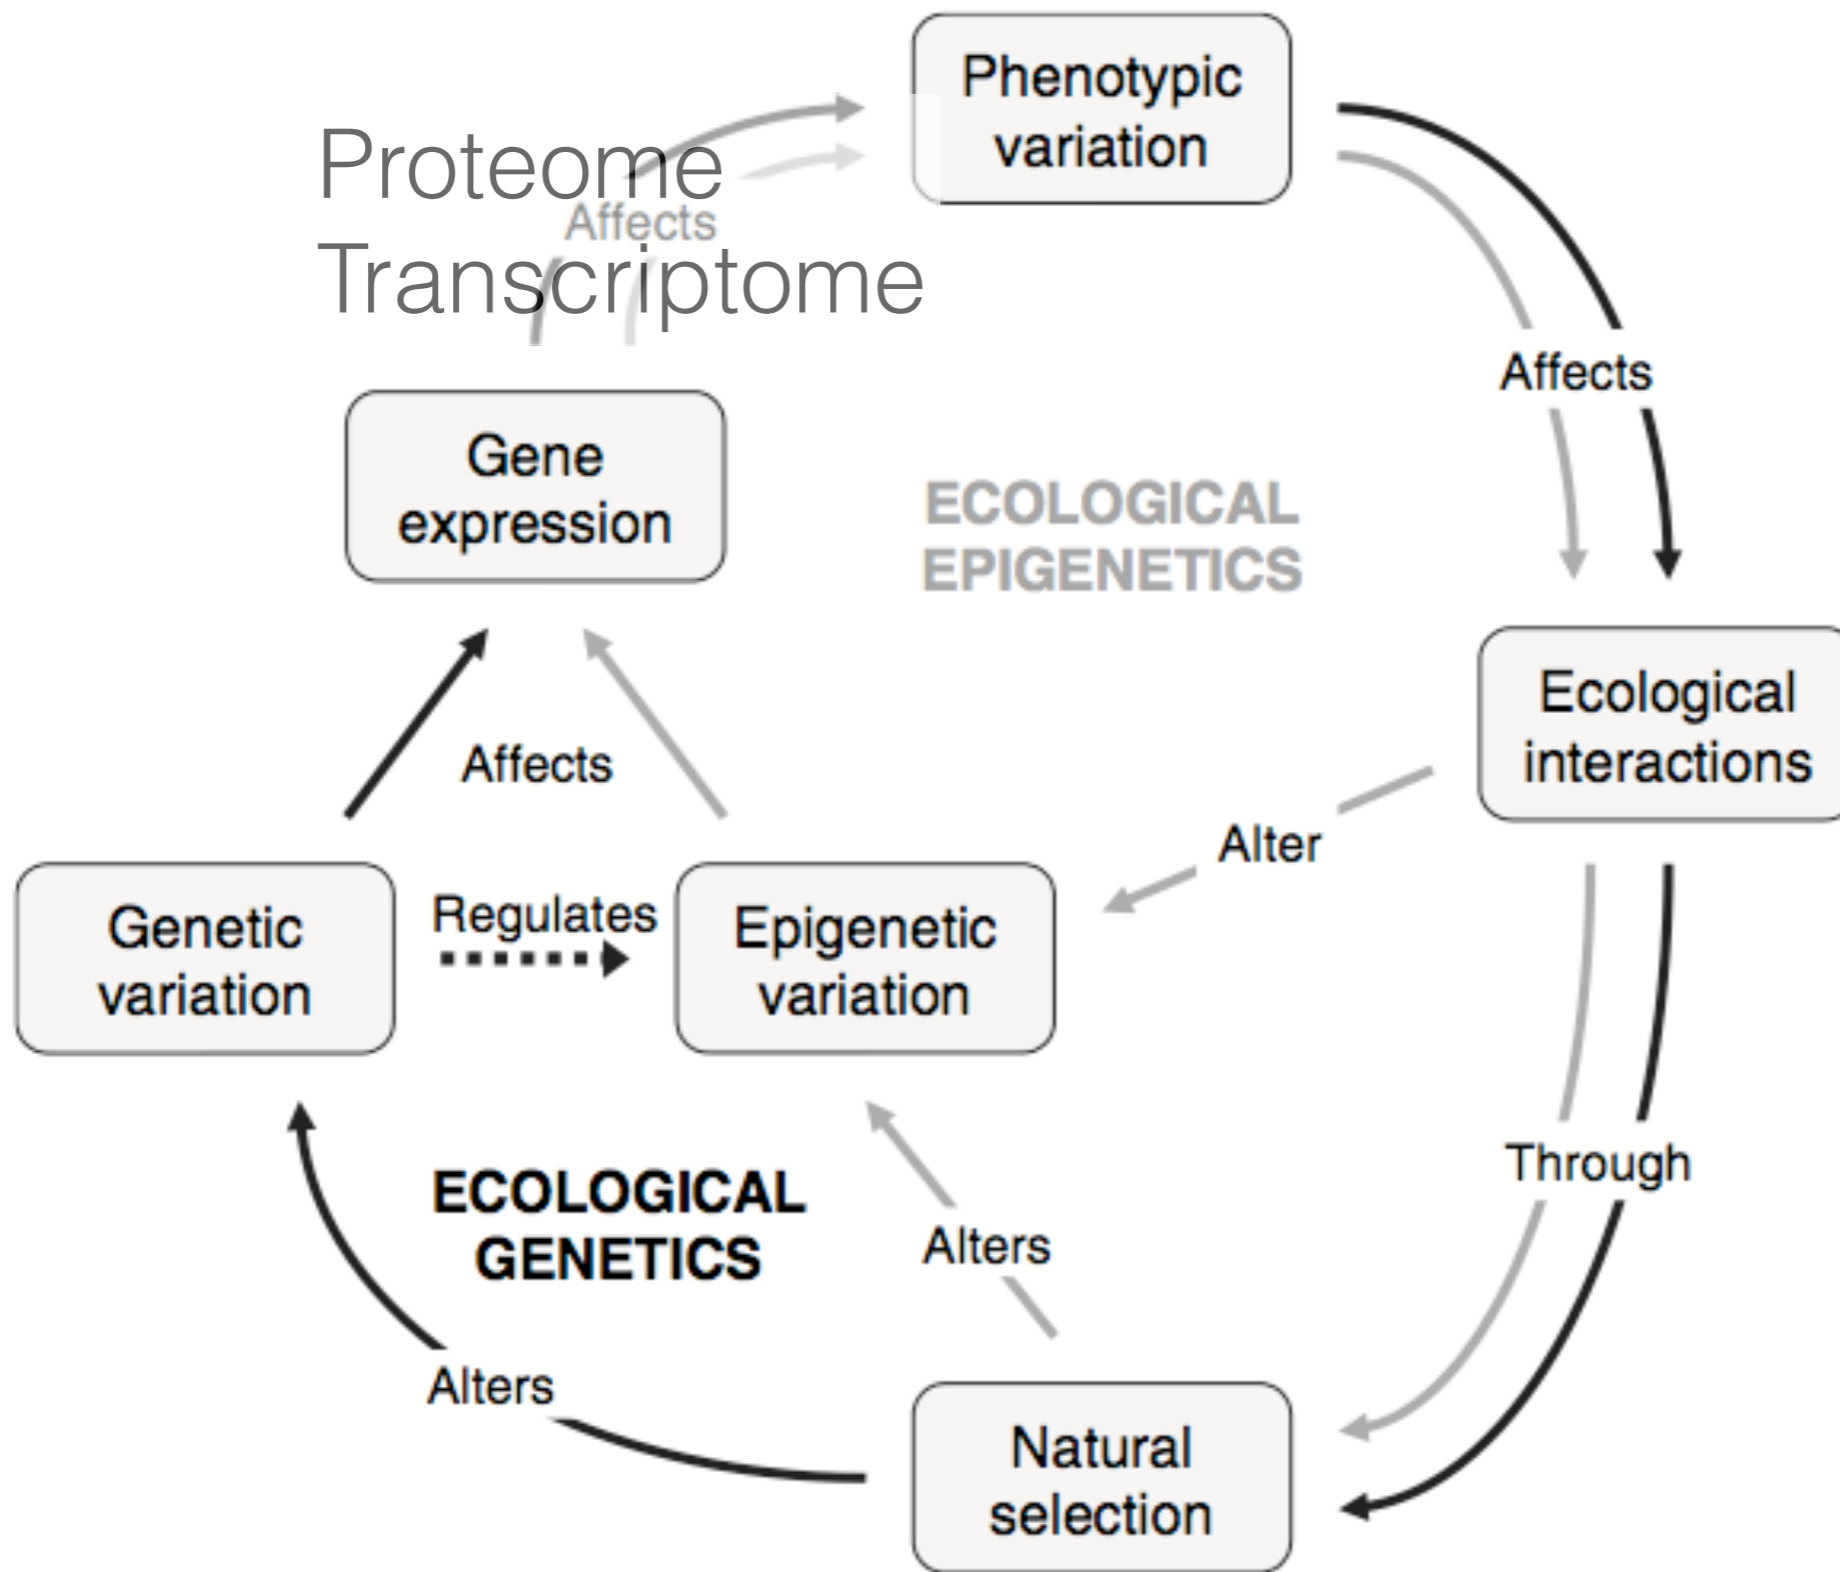 Phenotypic
variation
Proteome
Affects
Transcriptome
Affects
Gene
expression
ECOLOGICAL
EPIGENETICS
Ecological
interactions
Affects
Alter
Genetic
variation
Regulates
Epigenetic
variation
Through
ECOLOGICAL
GENETICS
Alters
Alters
Natural
selection